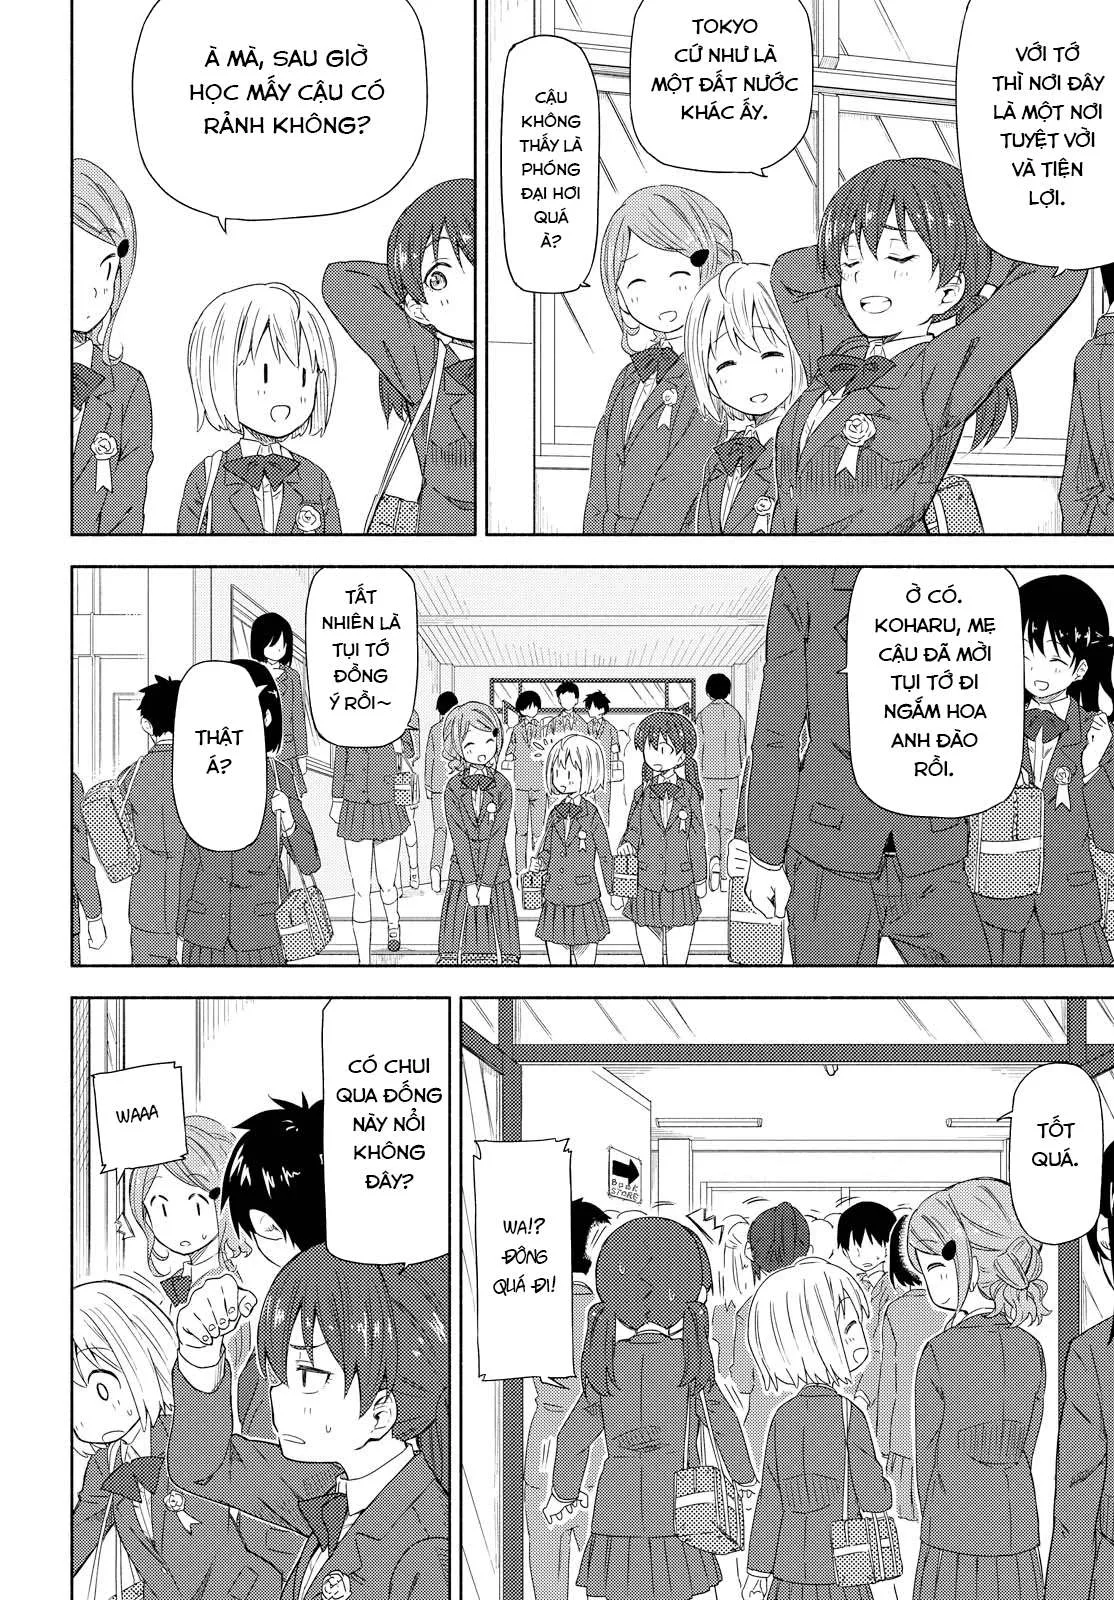 VỚI TỚ
THÌ NƠI ĐÂY
LÀ MỘT NƠI
TUYỆT VỜI
VÀ TIỆN
LỢI.
TOKYO
CỨ NHƯ LÀ
MỘT ĐẤT NƯỚC
KHÁC ẤY.
CẬU
KHÔNG
THẤY LÀ
PHÓNG
ĐẠI HƠI
QUÁ
À?
À MÀ, SAU GIỜ
HỌC MẤY CẬU CÓ
RẢNH KHÔNG?
Ờ CÓ.
KOHARU, MẸ
CẬU ĐÃ MỜI
TỤI TỚ ĐI
NGẮM HOA
ANH ĐÀO
RỒI.
TẤT
NHIÊN LÀ
TỤI TỚ
ĐỒNG
Ý RỒI~
THẬT
Á?
TỐT
QUÁ.
BOOK
STORE
WA!?
ĐÔNG
QUÁ ĐI!
CÓ CHUI
QUA ĐỐNG
NÀY NỔI
KHÔNG
ĐÂY?
WAAA